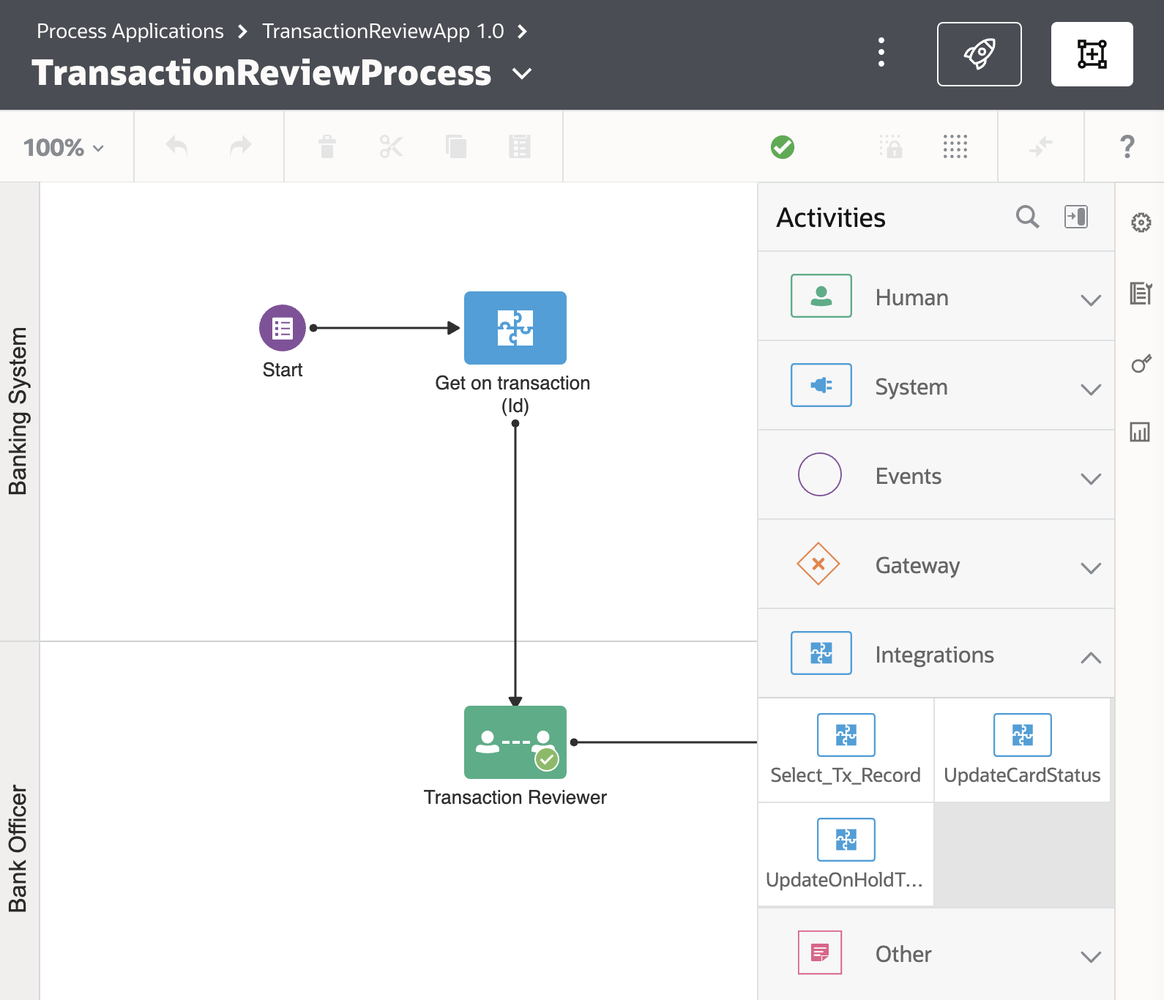 Process Applications > TransactionReviewApp 1.0 >
TransactionReviewProcess
100%
?
Banking System
Start
Get on transaction
(Id)
Bank Officer
Transaction Reviewer
Activities
Human
System
Events
Gateway
Integrations
Select_Tx_Record
UpdateCardStatus
UpdateOnHoldT...
Other